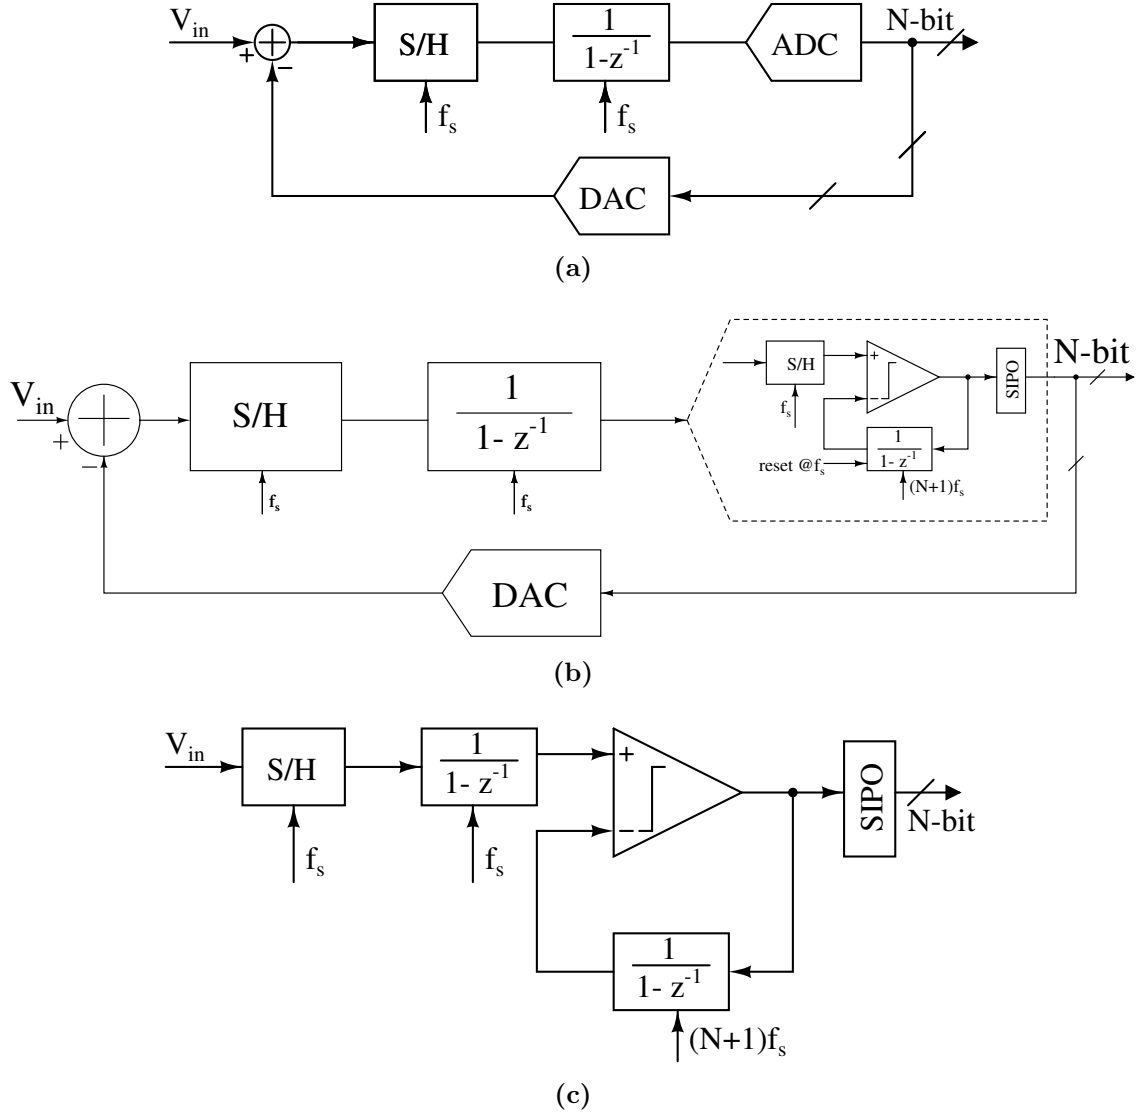 V_in + − S/H f_s 1/(1-z^-1) f_s ADC N-bit
DAC
(a)
V_in + − S/H f_s 1/(1- z^-1) f_s S/H f_s + − SIPO N-bit
1/(1- z^-1) reset @f_s (N+1)f_s
DAC
(b)
V_in S/H f_s 1/(1- z^-1) f_s + − SIPO N-bit
1/(1- z^-1)
(N+1)f_s
(c)